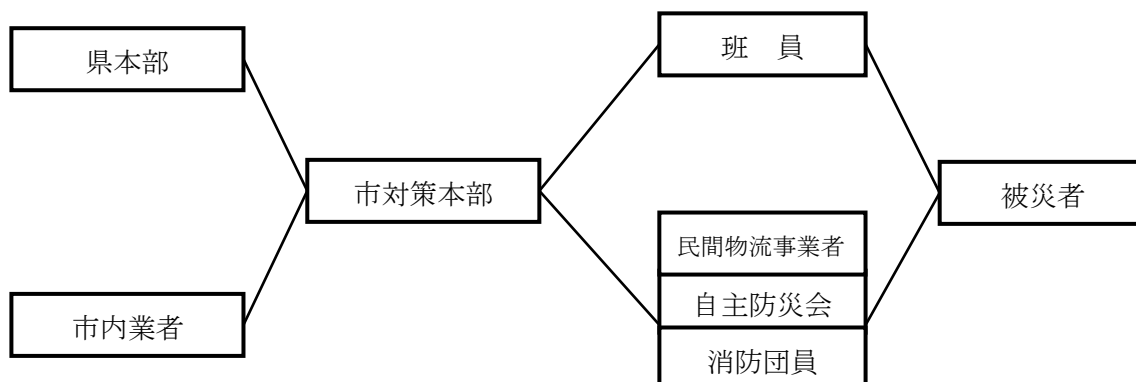 県本部
市内業者
市対策本部
班　員
民間物流事業者
自主防災会
消防団員
被災者